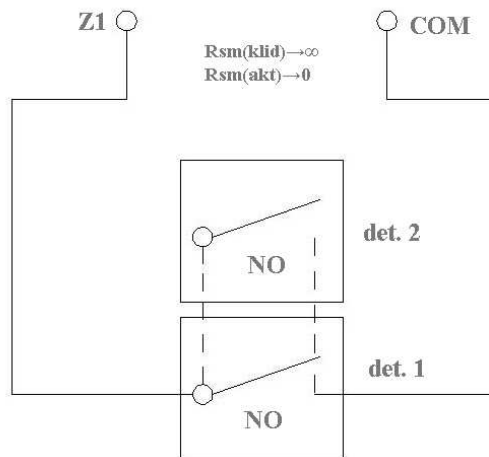 Z1
COM
Rsm(klid)→∞
Rsm(akt)→0
det. 2
NO
det. 1
NO